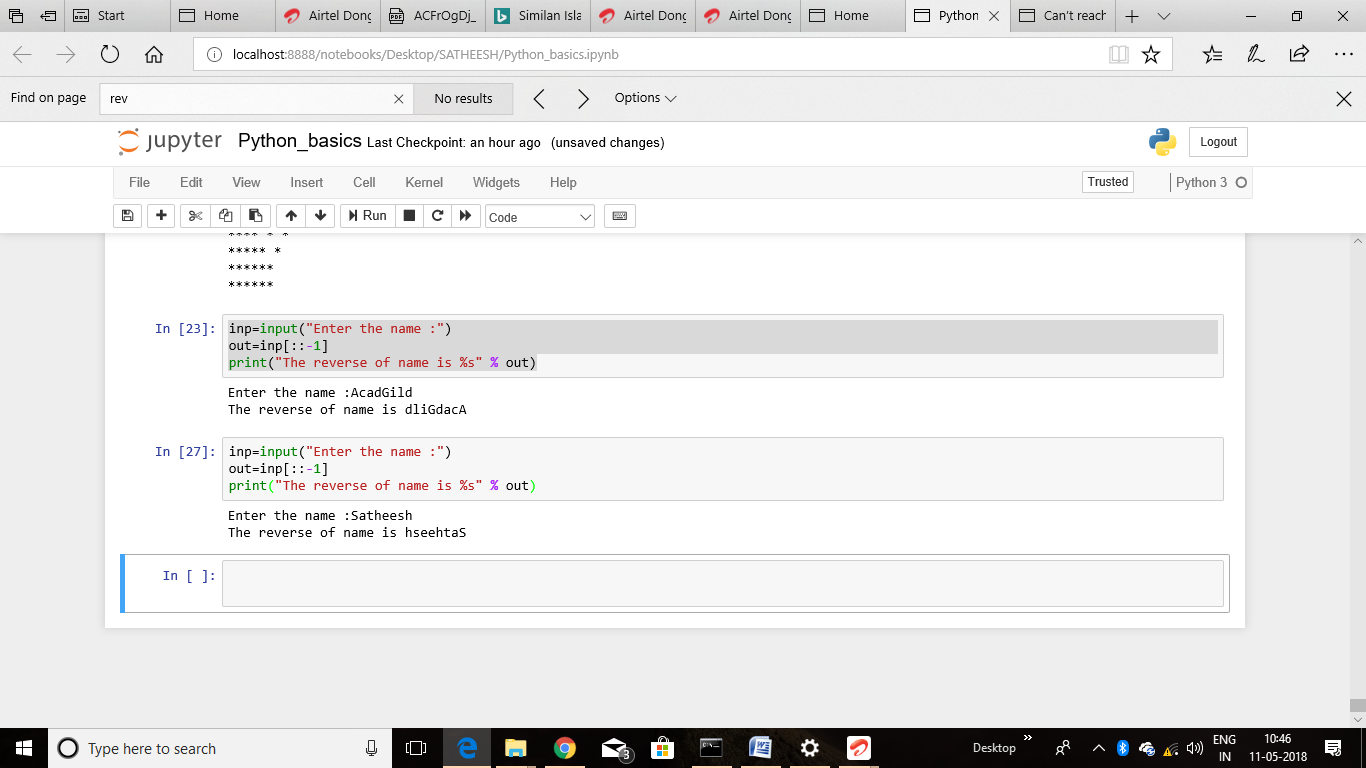 Start Home Airtel Dong ACFrOgDj_ Similan Isla Airtel Dong Airtel Dong Home Python Can't reach
localhost:8888/notebooks/Desktop/SATHEESH/Python_basics.ipynb
Find on page rev No results Options
jupyter Python_basics Last Checkpoint: an hour ago (unsaved changes) Logout
File Edit View Insert Cell Kernel Widgets Help Trusted Python 3
Run Code
**** * *
***** *
******
******
In [23]: inp=input("Enter the name :")
out=inp[::-1]
print("The reverse of name is %s" % out)
Enter the name :AcadGild
The reverse of name is dliGdacA
In [27]: inp=input("Enter the name :")
out=inp[::-1]
print("The reverse of name is %s" % out)
Enter the name :Satheesh
The reverse of name is hseehtaS
In [ ]:
Type here to search 3 Desktop ENG 10:46
IN 11-05-2018